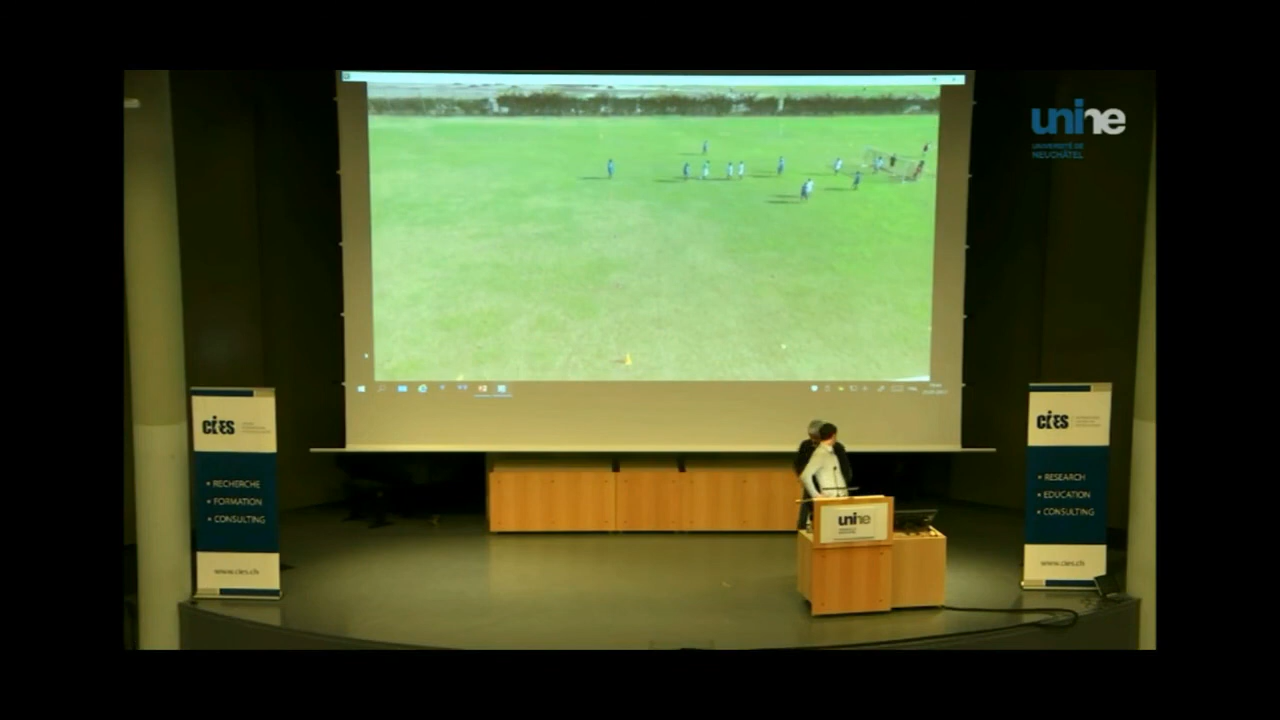 unine
UNIVERSITÉ DE
NEUCHÂTEL
CIES
• RECHERCHE
• FORMATION
• CONSULTING
www.cies.ch
unine
CIES
• RESEARCH
• EDUCATION
• CONSULTING
www.cies.ch